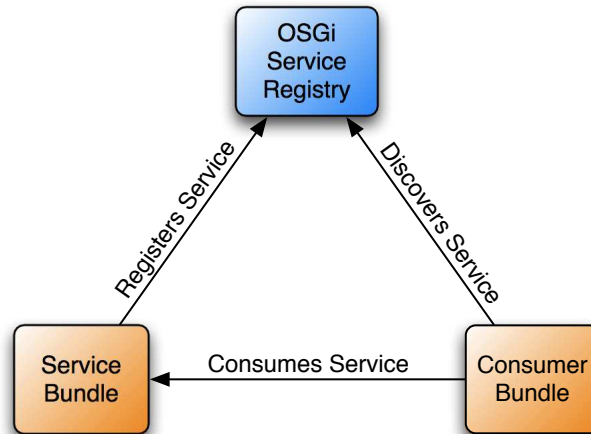 OSGi
Service
Registry
Registers Service
Discovers Service
Service
Bundle
Consumes Service
Consumer
Bundle